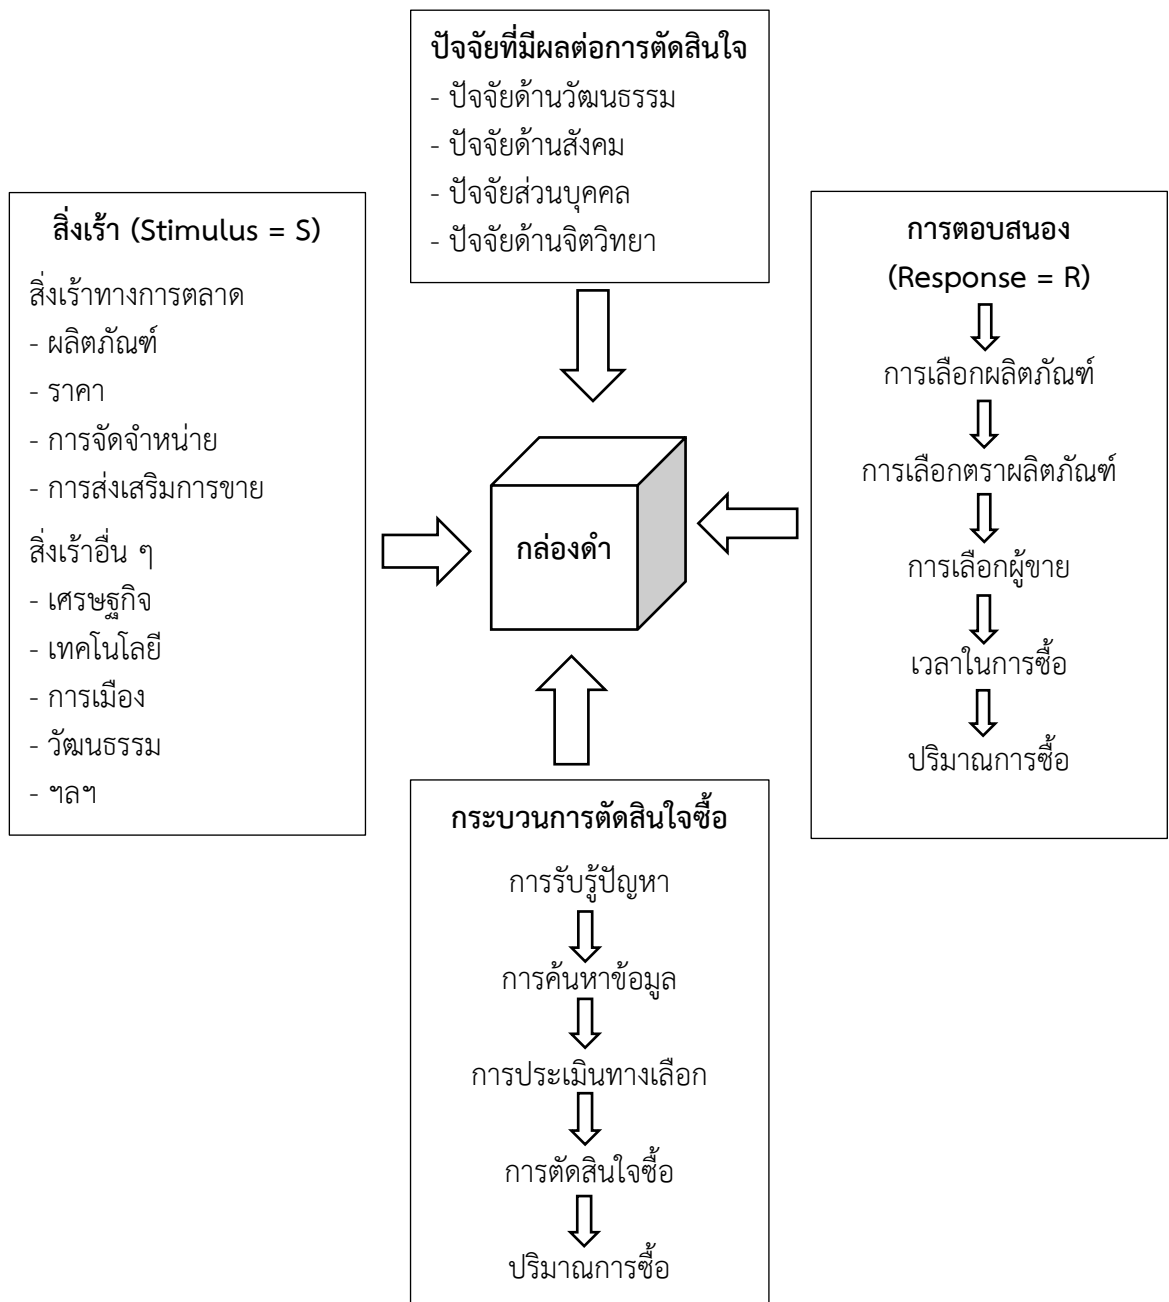 ปัจจัยที่มีผลต่อการตัดสินใจ
- ปัจจัยด้านวัฒนธรรม
- ปัจจัยด้านสังคม
- ปัจจัยส่วนบุคคล
- ปัจจัยด้านจิตวิทยา
สิ่งเร้า (Stimulus = S)
สิ่งเร้าทางการตลาด
- ผลิตภัณฑ์
- ราคา
- การจัดจำหน่าย
- การส่งเสริมการขาย
สิ่งเร้าอื่น ๆ
- เศรษฐกิจ
- เทคโนโลยี
- การเมือง
- วัฒนธรรม
- ฯลฯ
กล่องดำ
การตอบสนอง
(Response = R)
การเลือกผลิตภัณฑ์
การเลือกตราผลิตภัณฑ์
การเลือกผู้ขาย
เวลาในการซื้อ
ปริมาณการซื้อ
กระบวนการตัดสินใจซื้อ
การรับรู้ปัญหา
การค้นหาข้อมูล
การประเมินทางเลือก
การตัดสินใจซื้อ
ปริมาณการซื้อ